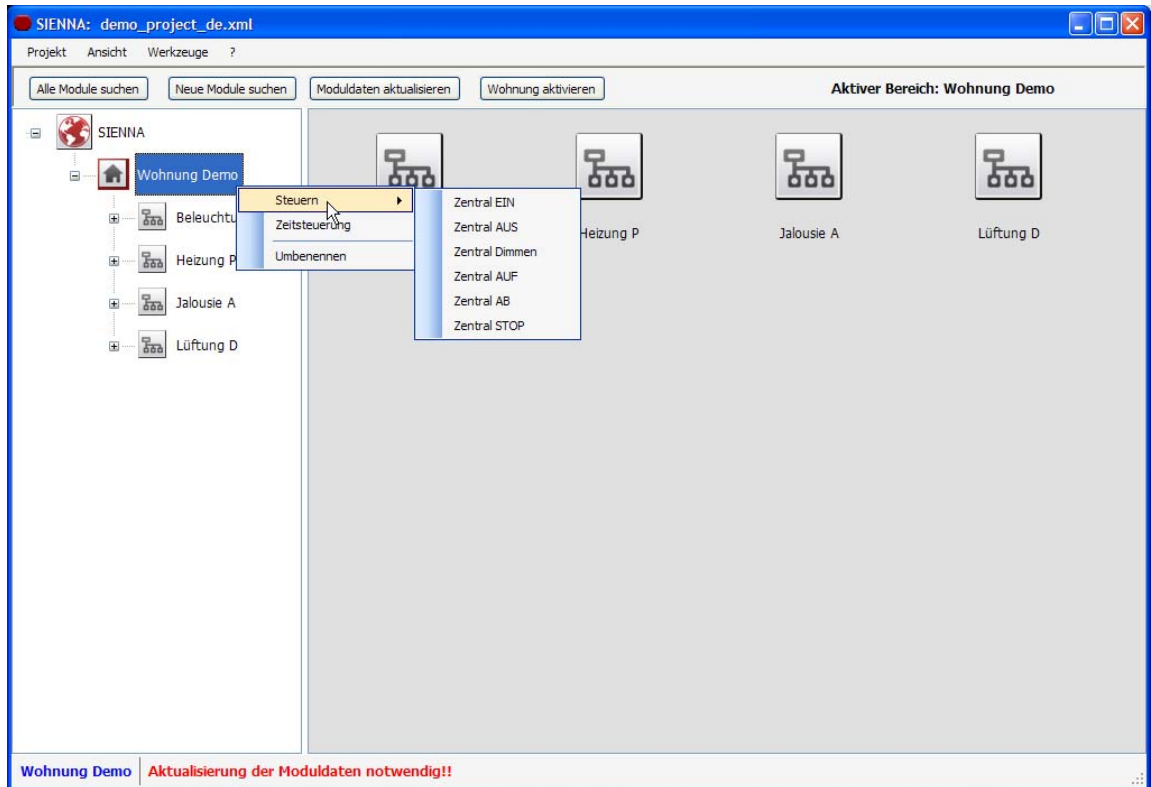 SIENNA: demo_project_de.xml
Projekt Ansicht Werkzeuge ?
Alle Module suchen Neue Module suchen Moduldaten aktualisieren Wohnung aktivieren Aktiver Bereich: Wohnung Demo
SIENNA
Wohnung Demo
Beleuchtu
Heizung P
Jalousie A
Lüftung D
Steuern
Zeitsteuerung
Umbenennen
Zentral EIN
Zentral AUS
Zentral Dimmen
Zentral AUF
Zentral AB
Zentral STOP
Heizung P
Jalousie A
Lüftung D
Wohnung Demo Aktualisierung der Moduldaten notwendig!!